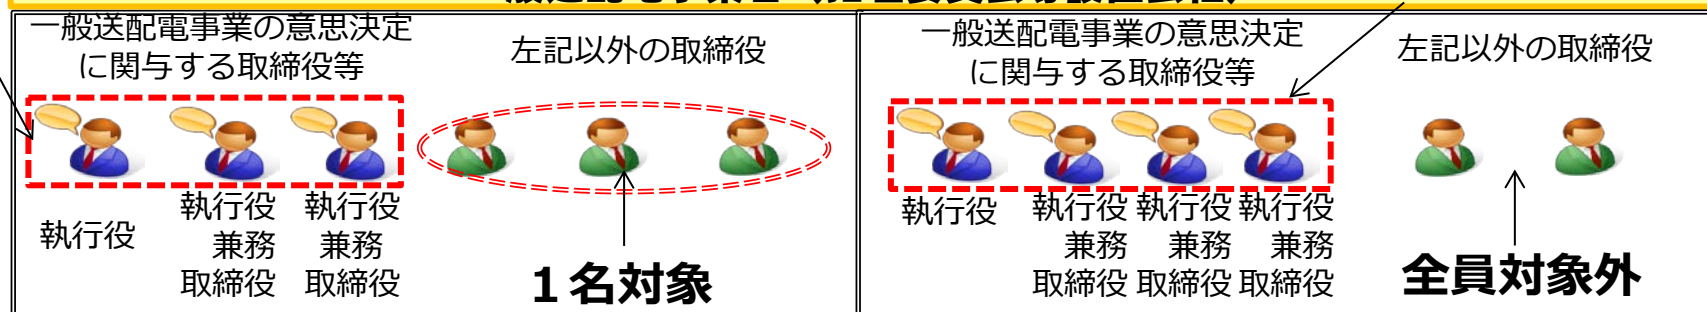 一般送配電事業の意思決定
に関与する取締役等
左記以外の取締役
執行役
執行役
兼務
取締役
執行役
兼務
取締役
１名対象
一般送配電事業の意思決定
に関与する取締役等
左記以外の取締役
執行役
執行役
兼務
取締役
執行役
兼務
取締役
執行役
兼務
取締役
全員対象外